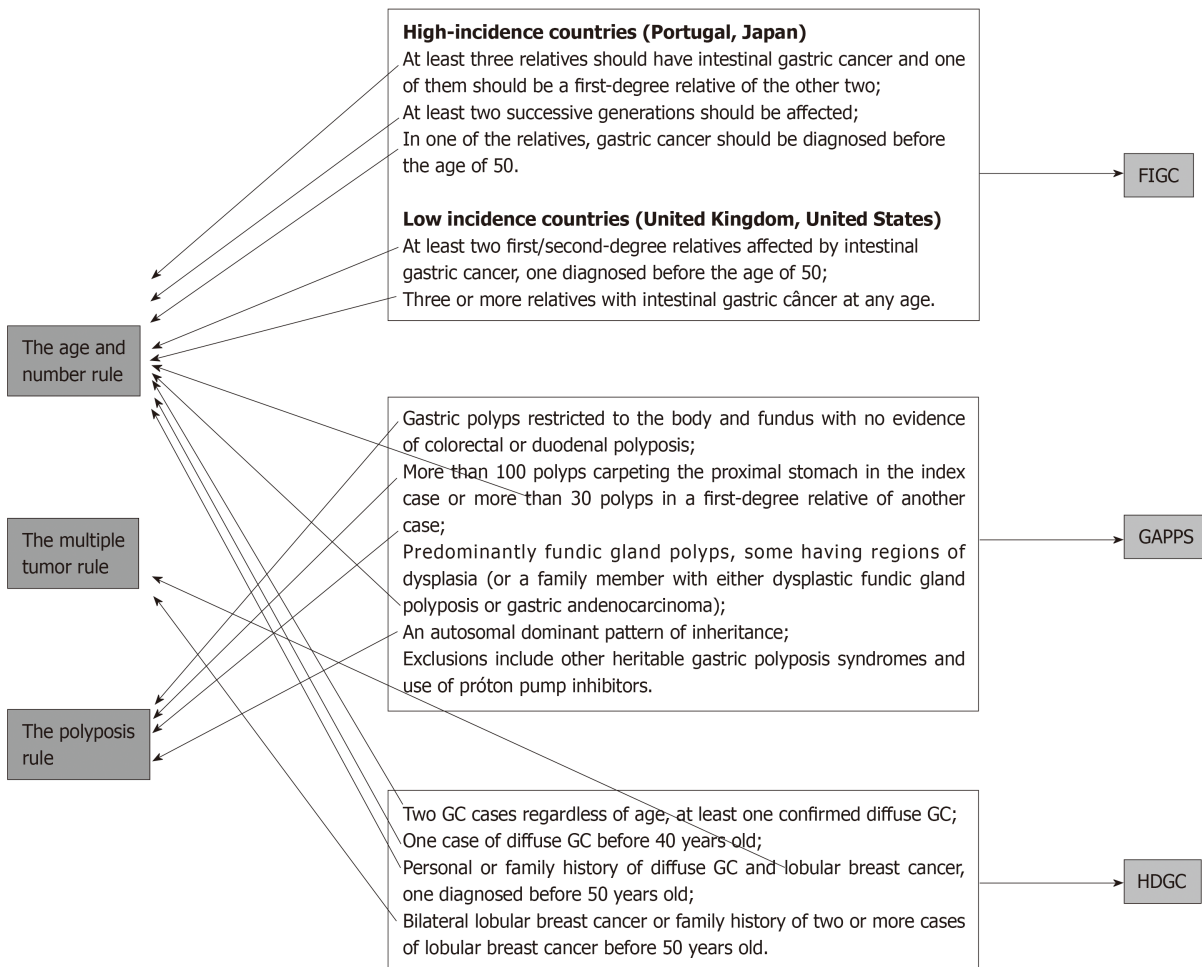 High-incidence countries (Portugal, Japan)
At least three relatives should have intestinal gastric cancer and one
of them should be a first-degree relative of the other two;
At least two successive generations should be affected;
In one of the relatives, gastric cancer should be diagnosed before
the age of 50.
Low incidence countries (United Kingdom, United States)
At least two first/second-degree relatives affected by intestinal
gastric cancer, one diagnosed before the age of 50;
Three or more relatives with intestinal gastric câncer at any age.
FIGC
The age and
number rule
Gastric polyps restricted to the body and fundus with no evidence
of colorectal or duodenal polyposis;
More than 100 polyps carpeting the proximal stomach in the index
case or more than 30 polyps in a first-degree relative of another
case;
Predominantly fundic gland polyps, some having regions of
dysplasia (or a family member with either dysplastic fundic gland
polyposis or gastric andenocarcinoma);
An autosomal dominant pattern of inheritance;
Exclusions include other heritable gastric polyposis syndromes and
use of próton pump inhibitors.
GAPPS
The multiple
tumor rule
The polyposis
rule
Two GC cases regardless of age, at least one confirmed diffuse GC;
One case of diffuse GC before 40 years old;
Personal or family history of diffuse GC and lobular breast cancer,
one diagnosed before 50 years old;
Bilateral lobular breast cancer or family history of two or more cases
of lobular breast cancer before 50 years old.
HDGC